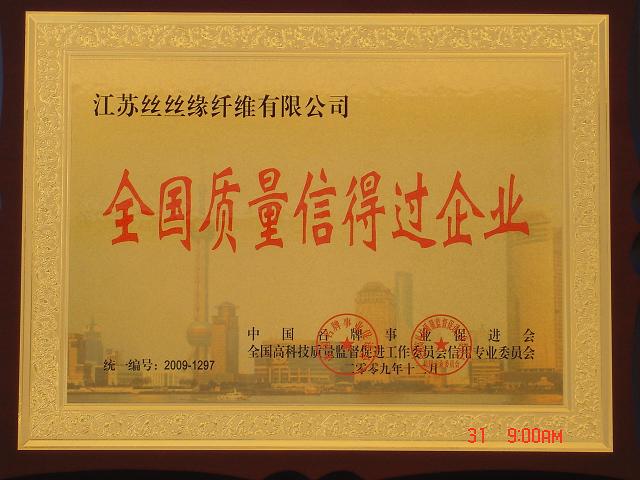 江苏丝丝缘纤维有限公司
全国质量信得过企业
中国名牌事业促进会
全国高科技质量监督促进工作委员会信用专业委员会
统一编号：2009-1297
二〇〇九年十二月
31 9:00AM